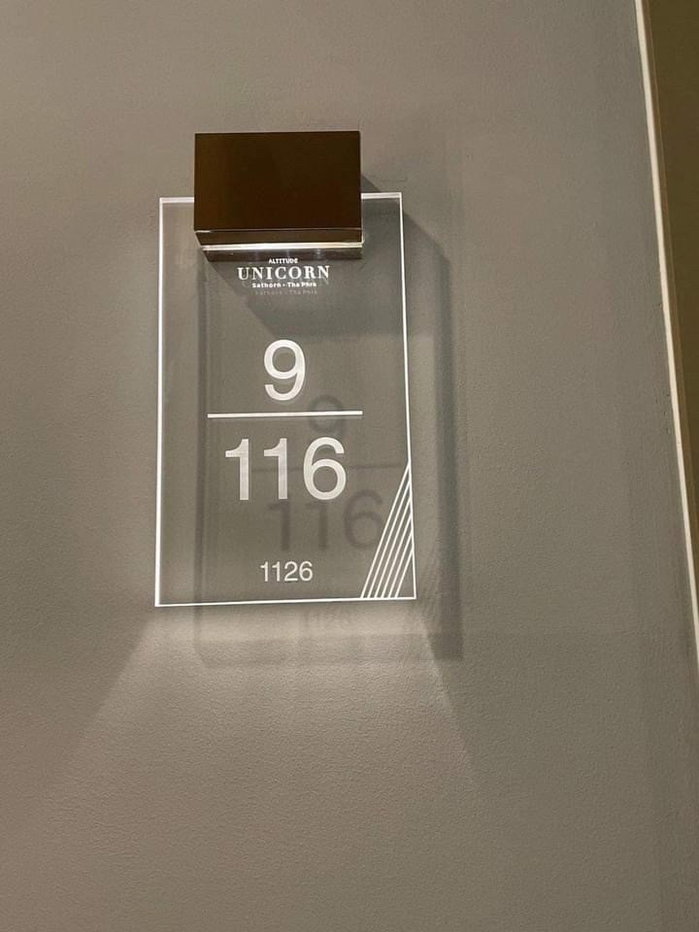 ALTITUDE
UNICORN
Sathorn - Tha Phra
9
116
1126